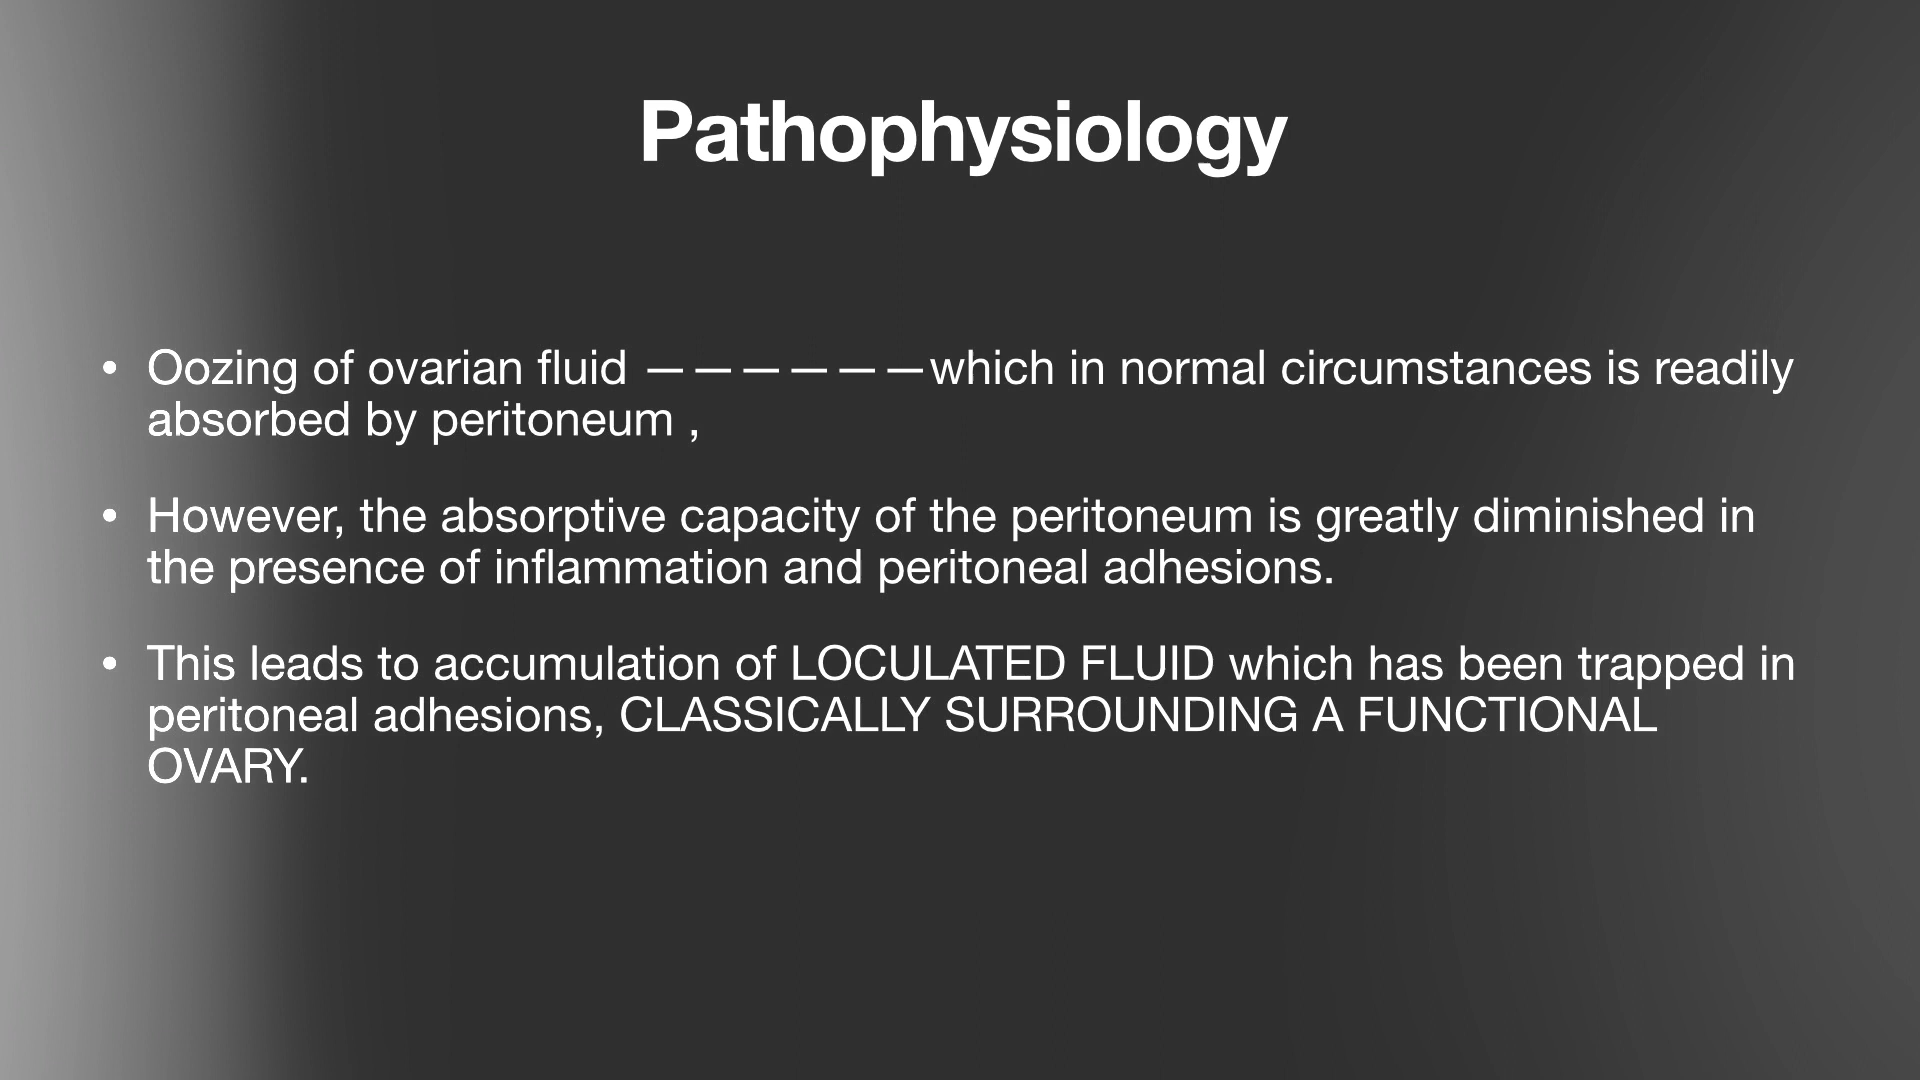 Pathophysiology
• Oozing of ovarian fluid — — — — — —which in normal circumstances is readily
absorbed by peritoneum ,
• However, the absorptive capacity of the peritoneum is greatly diminished in
the presence of inflammation and peritoneal adhesions.
• This leads to accumulation of LOCULATED FLUID which has been trapped in
peritoneal adhesions, CLASSICALLY SURROUNDING A FUNCTIONAL
OVARY.